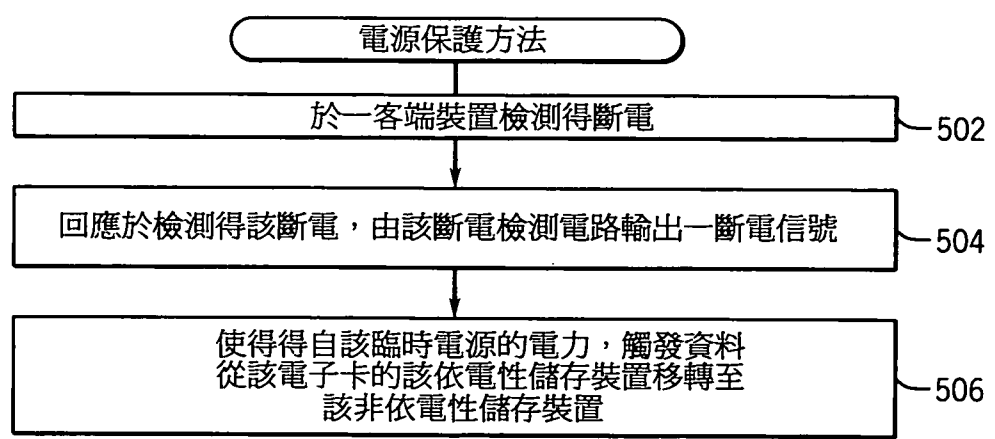 電源保護方法
於一客端裝置檢測得斷電
502
回應於檢測得該斷電，由該斷電檢測電路輸出一斷電信號
504
使得得自該臨時電源的電力，觸發資料
從該電子卡的該依電性儲存裝置移轉至
該非依電性儲存裝置
506